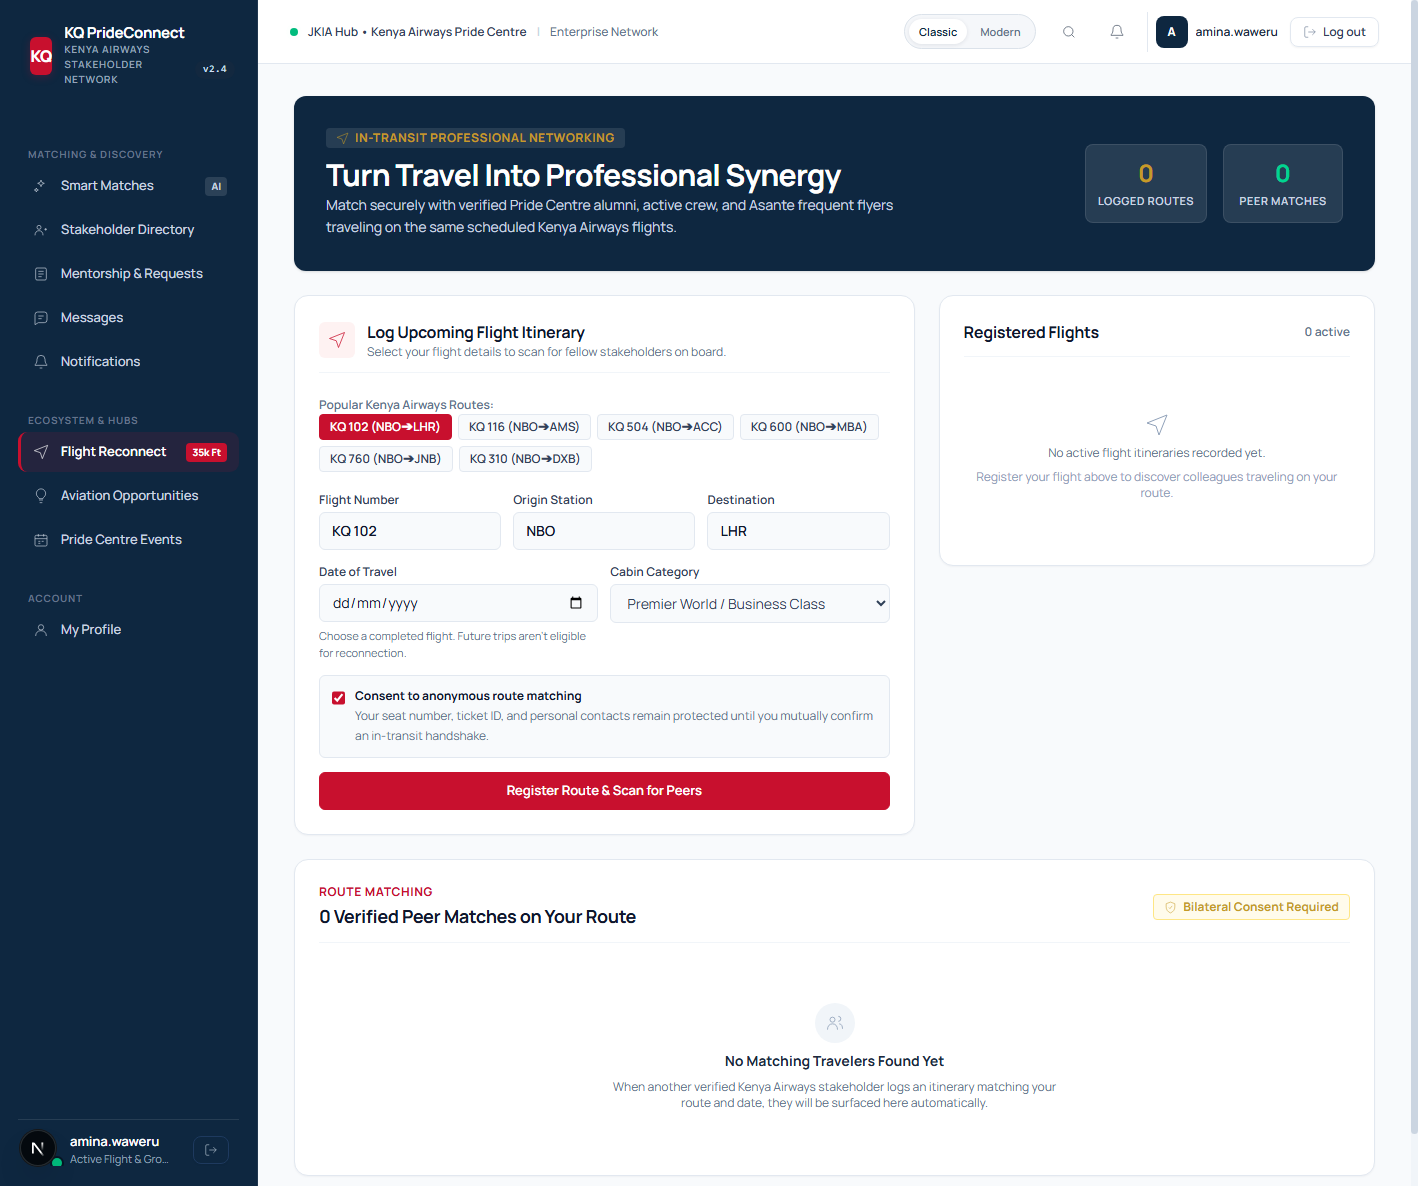 KQ
KQ PrideConnect
KENYA AIRWAYS
STAKEHOLDER
NETWORK
v2.4
MATCHING & DISCOVERY
Smart Matches
AI
Stakeholder Directory
Mentorship & Requests
Messages
Notifications
ECOSYSTEM & HUBS
Flight Reconnect
35k Ft
Aviation Opportunities
Pride Centre Events
ACCOUNT
My Profile
N
amina.waweru
Active Flight & Gro...
JKIA Hub • Kenya Airways Pride Centre | Enterprise Network
Classic
Modern
A
amina.waweru
Log out
IN-TRANSIT PROFESSIONAL NETWORKING
Turn Travel Into Professional Synergy
Match securely with verified Pride Centre alumni, active crew, and Asante frequent flyers
traveling on the same scheduled Kenya Airways flights.
0
LOGGED ROUTES
0
PEER MATCHES
Log Upcoming Flight Itinerary
Select your flight details to scan for fellow stakeholders on board.
Popular Kenya Airways Routes:
KQ 102 (NBO➔LHR)
KQ 116 (NBO➔AMS)
KQ 504 (NBO➔ACC)
KQ 600 (NBO➔MBA)
KQ 760 (NBO➔JNB)
KQ 310 (NBO➔DXB)
Flight Number
Origin Station
Destination
KQ 102
NBO
LHR
Date of Travel
Cabin Category
dd/mm/yyyy
Premier World / Business Class
Choose a completed flight. Future trips aren't eligible
for reconnection.
Consent to anonymous route matching
Your seat number, ticket ID, and personal contacts remain protected until you mutually confirm
an in-transit handshake.
Register Route & Scan for Peers
Registered Flights
0 active
No active flight itineraries recorded yet.
Register your flight above to discover colleagues traveling on your
route.
ROUTE MATCHING
0 Verified Peer Matches on Your Route
Bilateral Consent Required
No Matching Travelers Found Yet
When another verified Kenya Airways stakeholder logs an itinerary matching your
route and date, they will be surfaced here automatically.